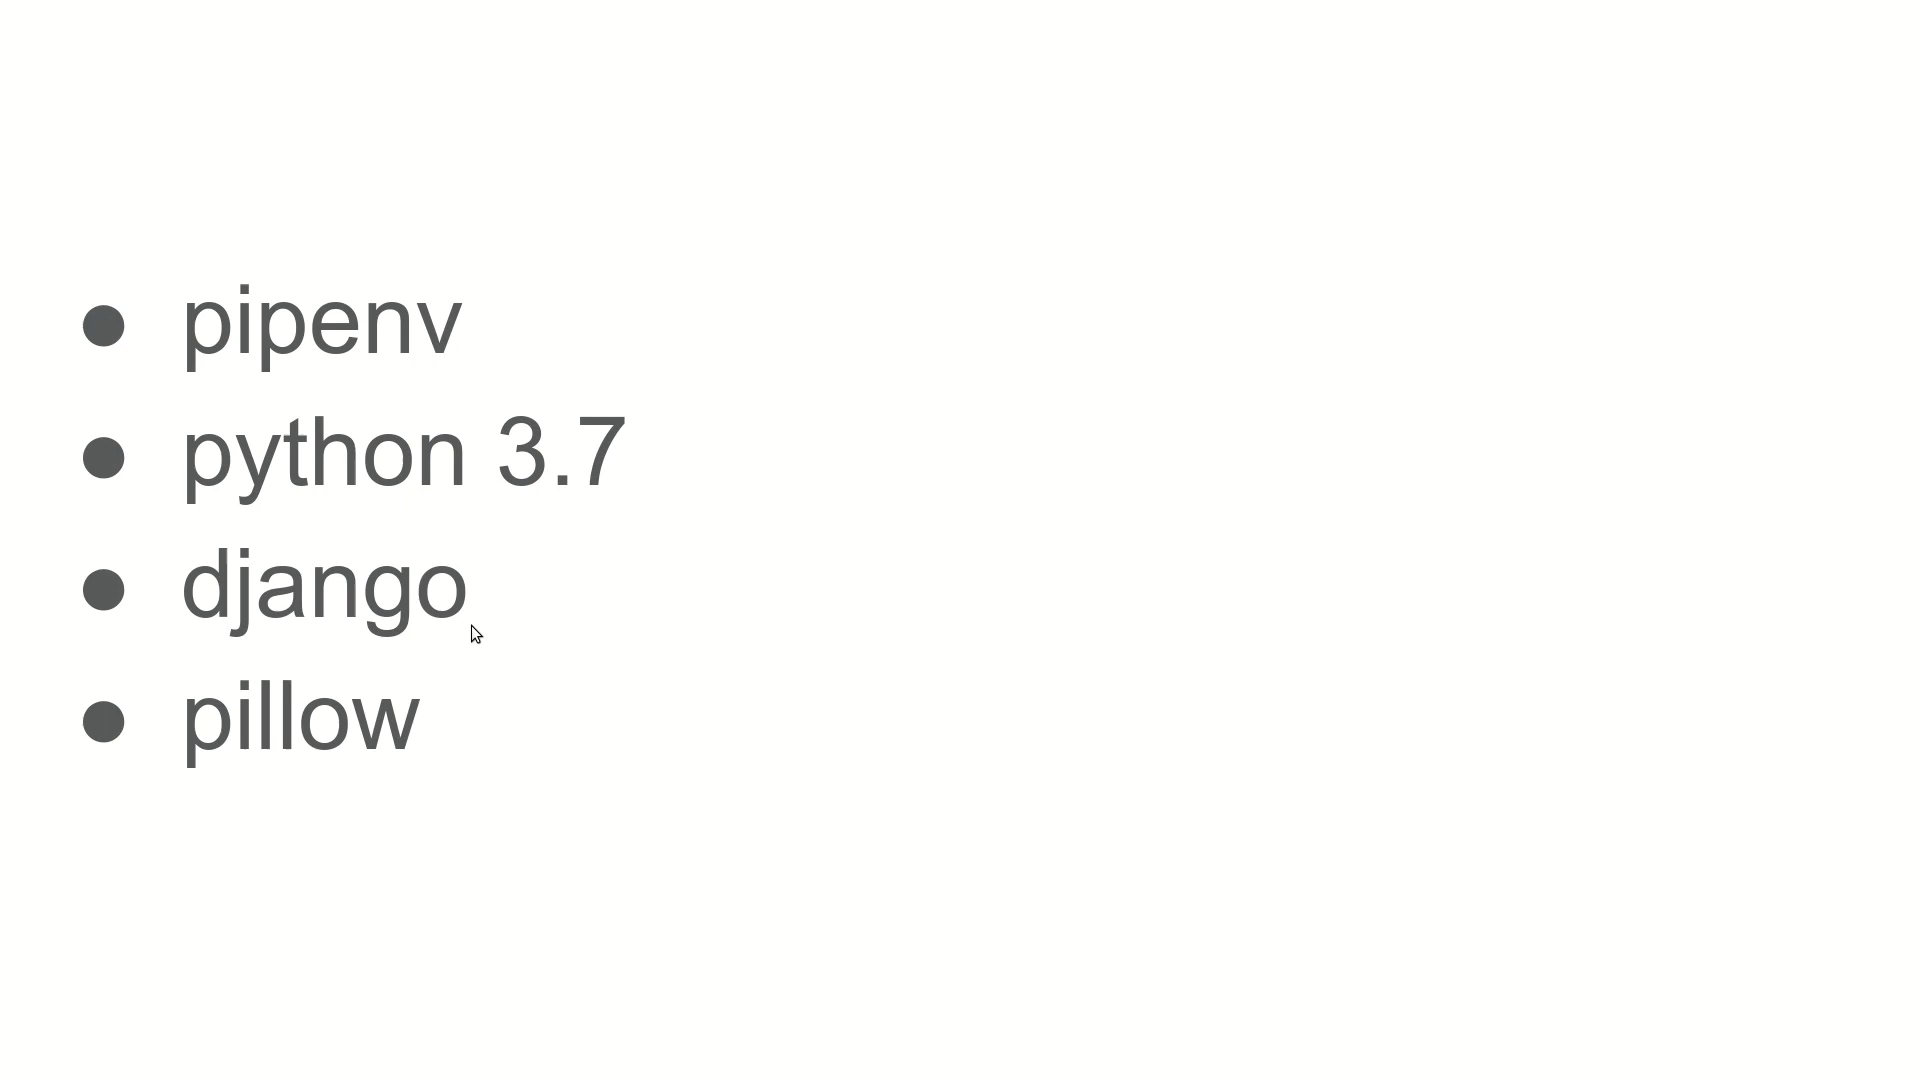 ● pipenv
● python 3.7
● django
● pillow